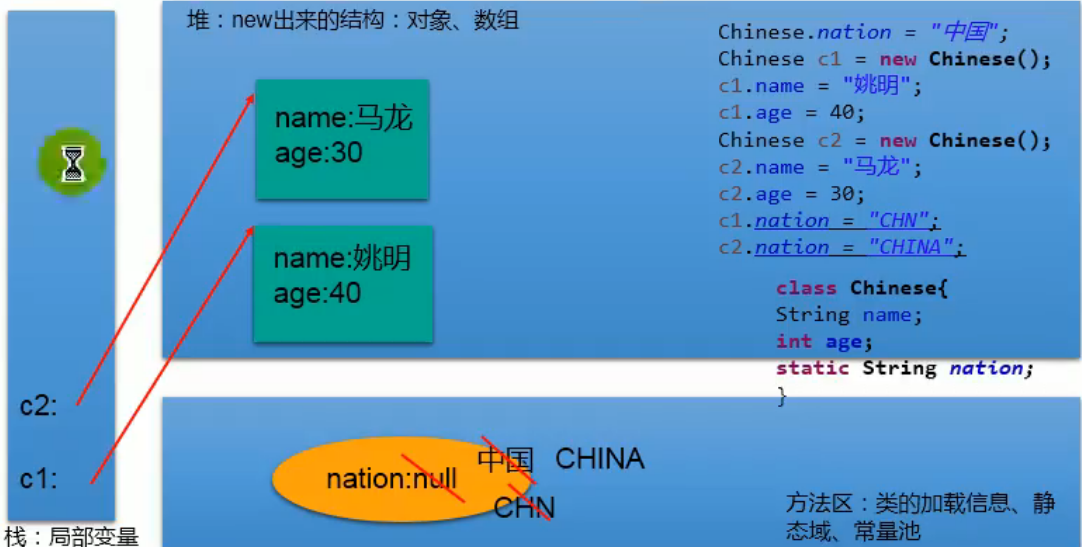 堆：new出来的结构：对象、数组
Chinese.nation = "中国";
Chinese c1 = new Chinese();
c1.name = "姚明";
c1.age = 40;
Chinese c2 = new Chinese();
c2.name = "马龙";
c2.age = 30;
c1.nation = "CHN";
c2.nation = "CHINA";
class Chinese{
String name;
int age;
static String nation;
}
name:马龙
age:30
name:姚明
age:40
c2:
c1:
栈：局部变量
nation:null
中国
CHINA
CHN
方法区：类的加载信息、静
态域、常量池